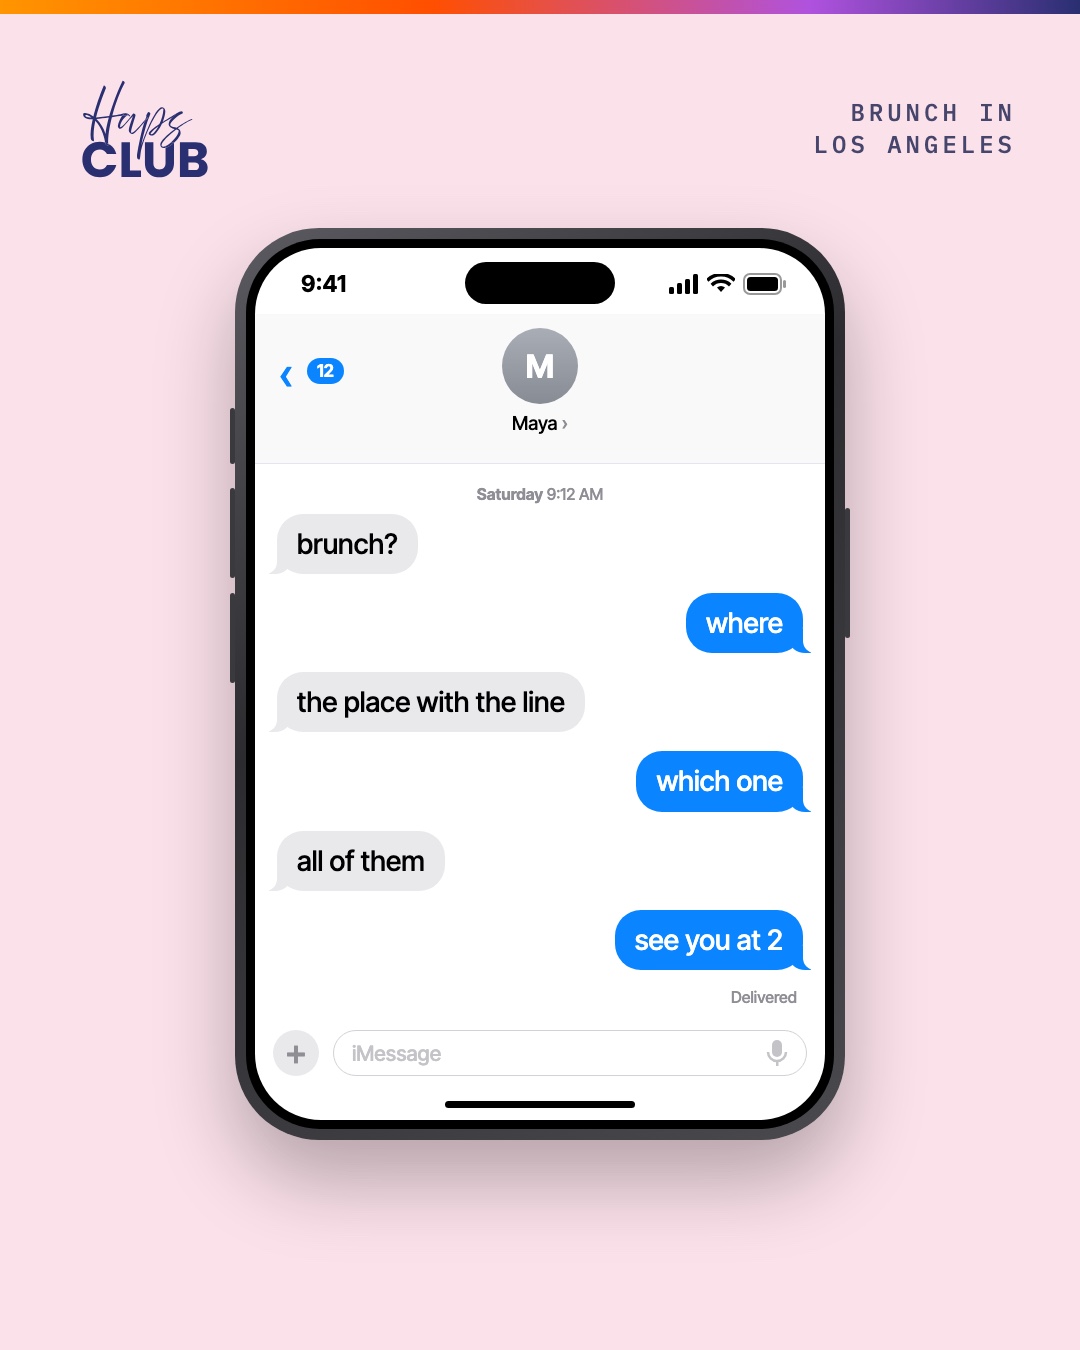 Haps
CLUB
BRUNCH IN
LOS ANGELES
9:41
12
M
Maya ›
Saturday 9:12 AM
brunch?
where
the place with the line
which one
all of them
see you at 2
Delivered
iMessage